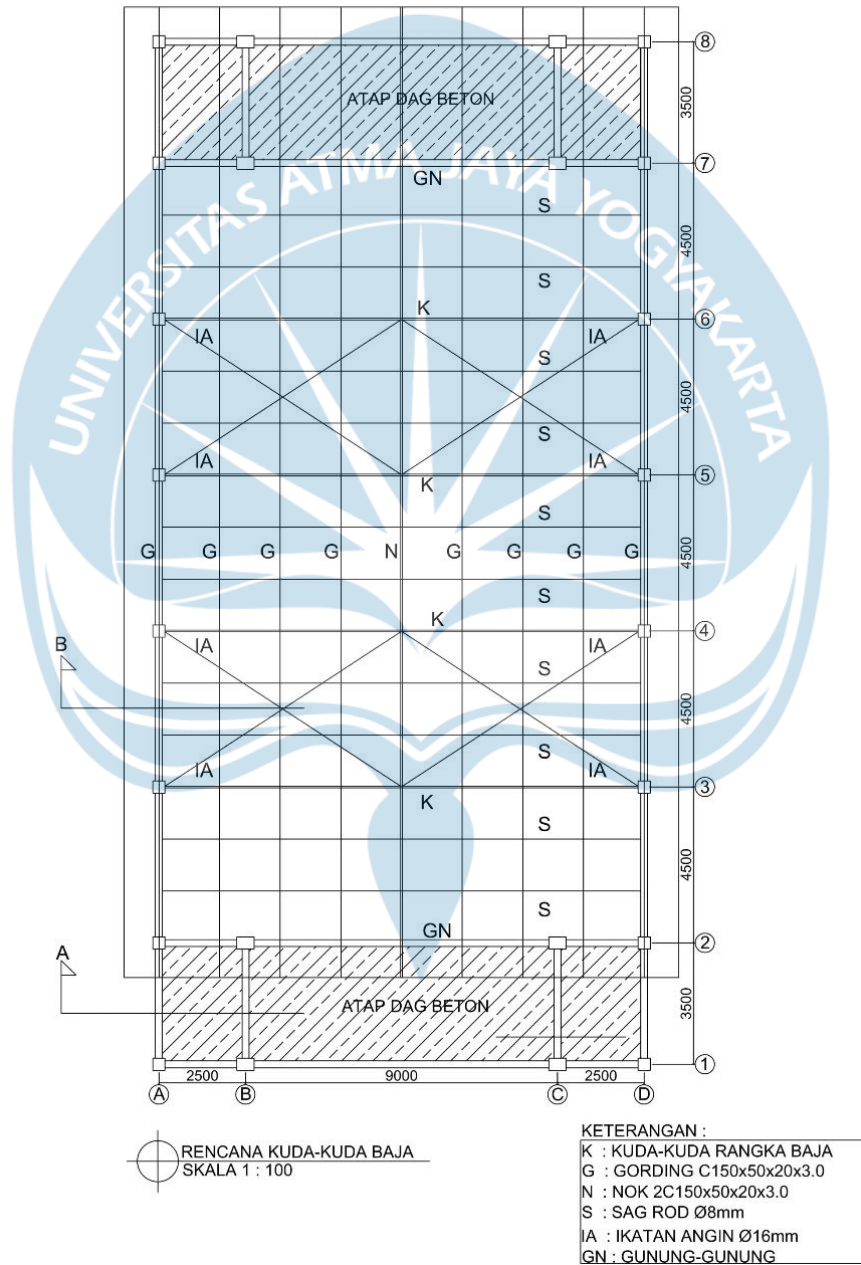 8
ATAP DAG BETON
3500
7
GN
UNIVERSITAS ATMA JAYA YOGYAKARTA
S
4500
S
K
6
IA
IA
S
4500
S
IA
IA
5
K
S
G G G G N G G G G
4500
S
K
4
B
IA
IA
S
4500
S
IA
IA
3
K
S
4500
S
GN
2
A
ATAP DAG BETON
3500
1
2500 9000 2500
A B C D
RENCANA KUDA-KUDA BAJA
SKALA 1 : 100
KETERANGAN :
K : KUDA-KUDA RANGKA BAJA
G : GORDING C150x50x20x3.0
N : NOK 2C150x50x20x3.0
S : SAG ROD Ø8mm
IA : IKATAN ANGIN Ø16mm
GN : GUNUNG-GUNUNG